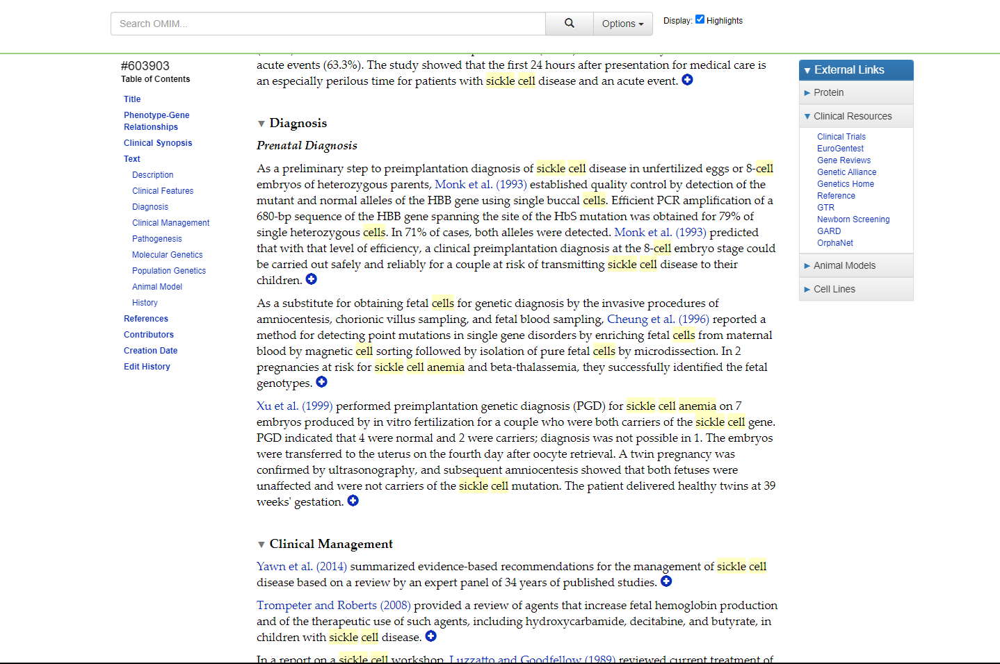 Search OMIM...
Options
Display: Highlights
#603903
Table of Contents
Title
Phenotype-Gene
Relationships
Clinical Synopsis
Text
Description
Clinical Features
Diagnosis
Clinical Management
Pathogenesis
Molecular Genetics
Population Genetics
Animal Model
History
References
Contributors
Creation Date
Edit History
acute events (63.3%). The study showed that the first 24 hours after presentation for medical care is
an especially perilous time for patients with sickle cell disease and an acute event.
Diagnosis
Prenatal Diagnosis
As a preliminary step to preimplantation diagnosis of sickle cell disease in unfertilized eggs or 8-cell
embryos of heterozygous parents, Monk et al. (1993) established quality control by detection of the
mutant and normal alleles of the HBB gene using single buccal cells. Efficient PCR amplification of a
680-bp sequence of the HBB gene spanning the site of the HbS mutation was obtained for 79% of
single heterozygous cells. In 71% of cases, both alleles were detected. Monk et al. (1993) predicted
that with that level of efficiency, a clinical preimplantation diagnosis at the 8-cell embryo stage could
be carried out safely and reliably for a couple at risk of transmitting sickle cell disease to their
children.
As a substitute for obtaining fetal cells for genetic diagnosis by the invasive procedures of
amniocentesis, chorionic villus sampling, and fetal blood sampling, Cheung et al. (1996) reported a
method for detecting point mutations in single gene disorders by enriching fetal cells from maternal
blood by magnetic cell sorting followed by isolation of pure fetal cells by microdissection. In 2
pregnancies at risk for sickle cell anemia and beta-thalassemia, they successfully identified the fetal
genotypes.
Xu et al. (1999) performed preimplantation genetic diagnosis (PGD) for sickle cell anemia on 7
embryos produced by in vitro fertilization for a couple who were both carriers of the sickle cell gene.
PGD indicated that 4 were normal and 2 were carriers; diagnosis was not possible in 1. The embryos
were transferred to the uterus on the fourth day after oocyte retrieval. A twin pregnancy was
confirmed by ultrasonography, and subsequent amniocentesis showed that both fetuses were
unaffected and were not carriers of the sickle cell mutation. The patient delivered healthy twins at 39
weeks' gestation.
Clinical Management
Yawn et al. (2014) summarized evidence-based recommendations for the management of sickle cell
disease based on a review by an expert panel of 34 years of published studies.
Trompeter and Roberts (2008) provided a review of agents that increase fetal hemoglobin production
and of the therapeutic use of such agents, including hydroxycarbamide, decitabine, and butyrate, in
children with sickle cell disease.
In a report on a sickle cell workshop, Luzzatto and Goodfellow (1989) reviewed current treatment of
External Links
Protein
Clinical Resources
Clinical Trials
EuroGentest
Gene Reviews
Genetic Alliance
Genetics Home
Reference
GTR
Newborn Screening
GARD
OrphaNet
Animal Models
Cell Lines